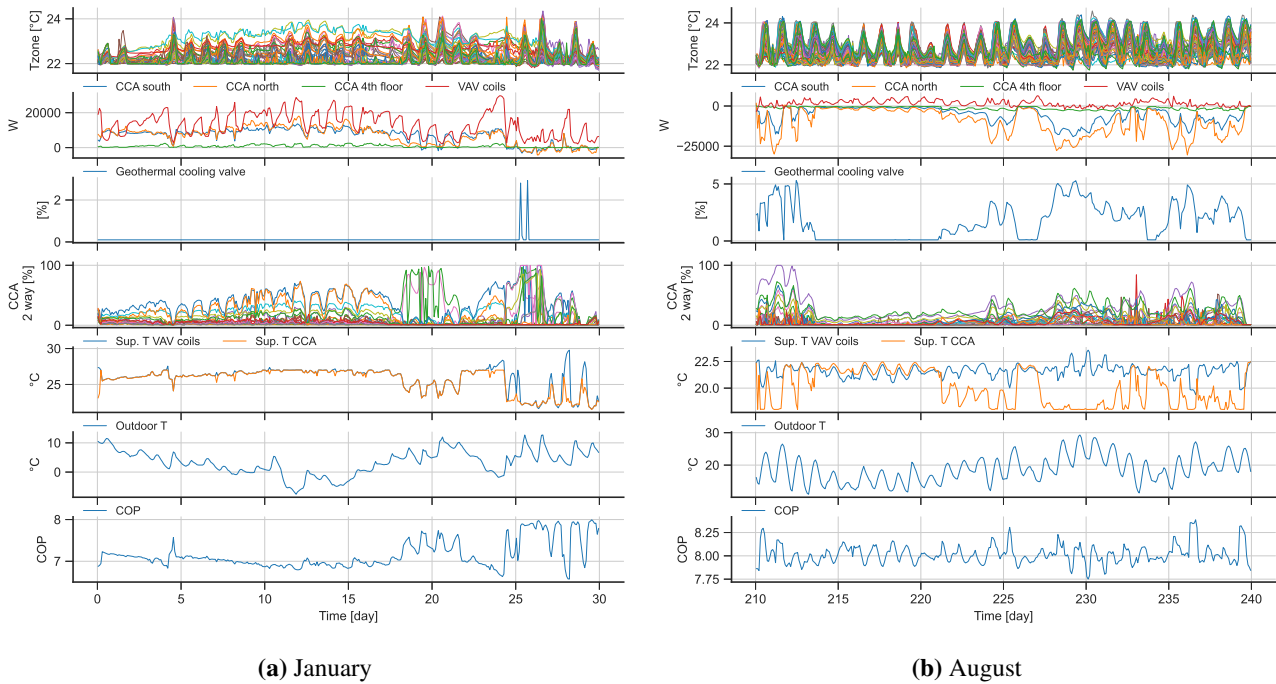 Tzone [°C]
24
22
CCA south CCA north CCA 4th floor VAV coils
W
20000
0
Geothermal cooling valve
[%]
2
0
CCA
2 way [%]
100
0
Sup. T VAV coils Sup. T CCA
°C
30
25
Outdoor T
°C
10
0
COP
COP
8
7
0 5 10 15 20 25 30
Time [day]
(a) January
Tzone [°C]
24
22
CCA south CCA north CCA 4th floor VAV coils
W
0
−25000
Geothermal cooling valve
[%]
5
0
CCA
2 way [%]
100
0
Sup. T VAV coils Sup. T CCA
°C
22.5
20.0
Outdoor T
°C
30
20
COP
COP
8.25
8.00
7.75
210 215 220 225 230 235 240
Time [day]
(b) August